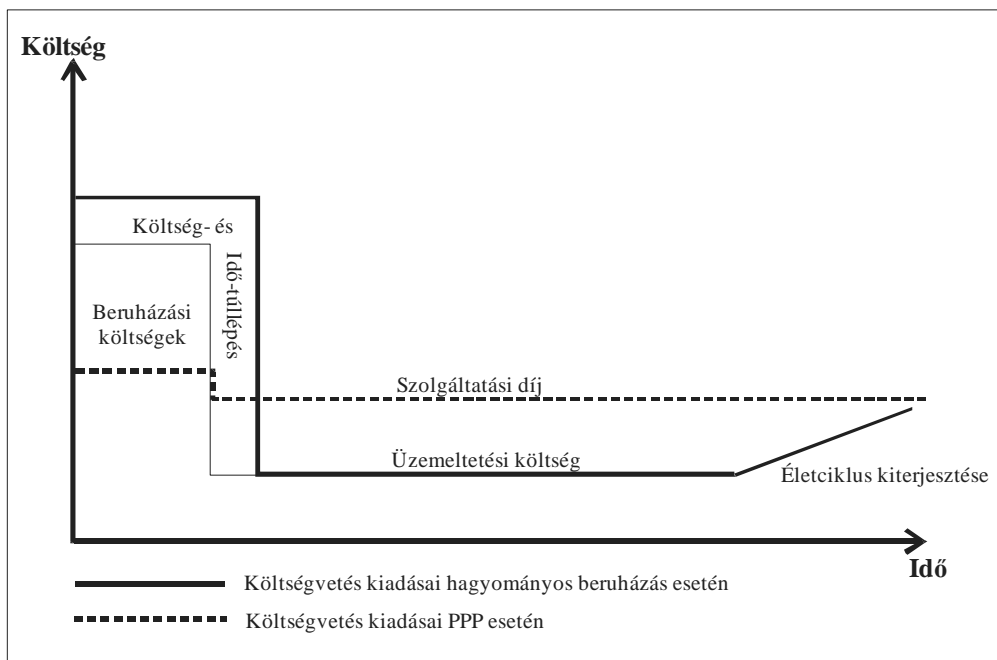 Költség
Költség- és
Idő-túllépés
Beruházási
költségek
Szolgáltatási díj
Üzemeltetési költség
Életciklus kiterjesztése
Idő
Költségvetés kiadásai hagyományos beruházás esetén
Költségvetés kiadásai PPP esetén